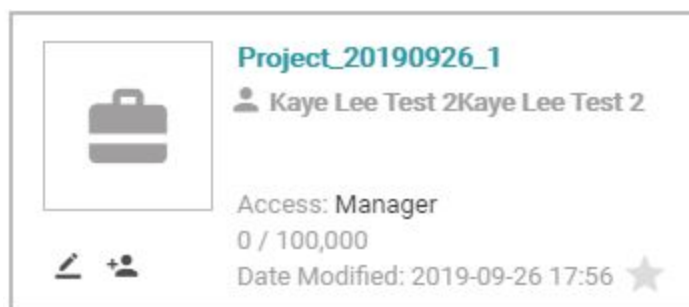 Project_20190926_1
Kaye Lee Test 2Kaye Lee Test 2
Access: Manager
0 / 100,000
Date Modified: 2019-09-26 17:56